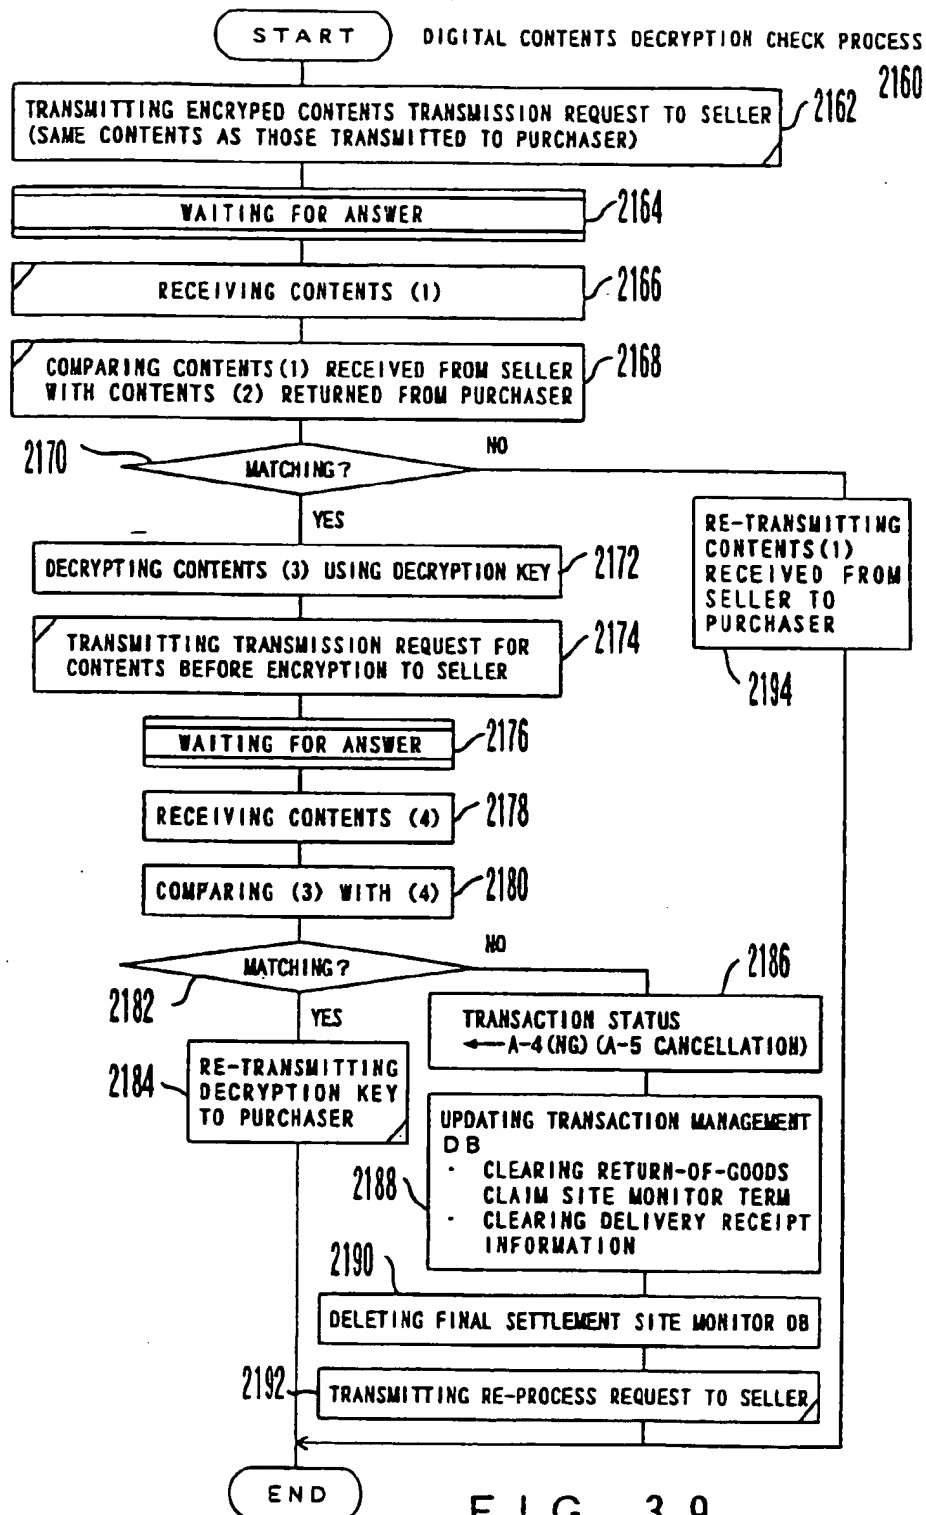 START
DIGITAL CONTENTS DECRYPTION CHECK PROCESS
2160
TRANSMITTING ENCRYPED CONTENTS TRANSMISSION REQUEST TO SELLER
(SAME CONTENTS AS THOSE TRANSMITTED TO PURCHASER)
2162
WAITING FOR ANSWER
2164
RECEIVING CONTENTS (1)
2166
COMPARING CONTENTS(1) RECEIVED FROM SELLER
WITH CONTENTS (2) RETURNED FROM PURCHASER
2168
2170
MATCHING?
NO
YES
RE-TRANSMITTING
CONTENTS(1)
RECEIVED FROM
SELLER TO
PURCHASER
2194
DECRYPTING CONTENTS (3) USING DECRYPTION KEY
2172
TRANSMITTING TRANSMISSION REQUEST FOR
CONTENTS BEFORE ENCRYPTION TO SELLER
2174
WAITING FOR ANSWER
2176
RECEIVING CONTENTS (4)
2178
COMPARING (3) WITH (4)
2180
MATCHING?
NO
2182
YES
2186
TRANSACTION STATUS
←A-4(NG)(A-5 CANCELLATION)
2184
RE-TRANSMITTING
DECRYPTION KEY
TO PURCHASER
UPDATING TRANSACTION MANAGEMENT
DB
· CLEARING RETURN-OF-GOODS
CLAIM SITE MONITOR TERM
· CLEARING DELIVERY RECEIPT
INFORMATION
2188
2190
DELETING FINAL SETTLEMENT SITE MONITOR DB
2192
TRANSMITTING RE-PROCESS REQUEST TO SELLER
END
FIG. 39